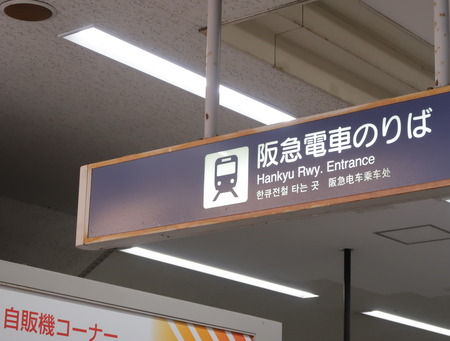 阪急電車のりば
Hankyu Rwy. Entrance
한큐전철 타는 곳 阪急电车乘车处
自販機コーナー